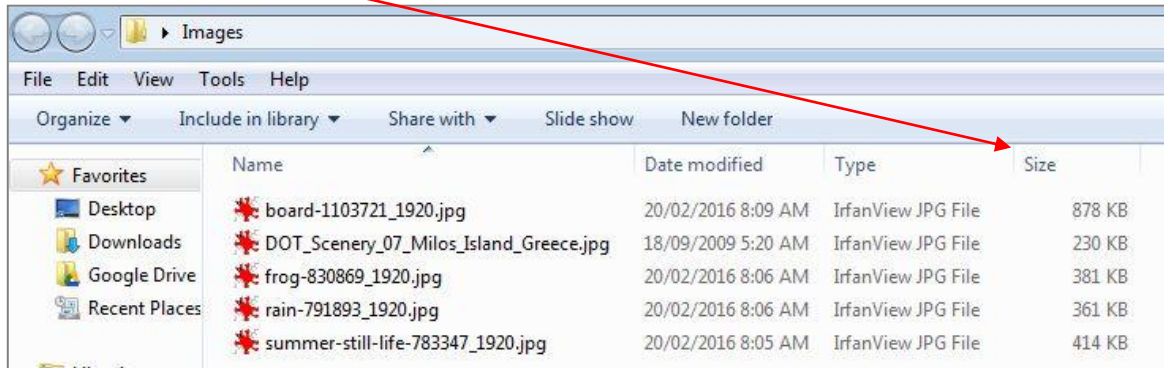 Images
File Edit View Tools Help
Organize Include in library Share with Slide show New folder
Favorites
Desktop
Downloads
Google Drive
Recent Places
Name Date modified Type Size
board-1103721_1920.jpg 20/02/2016 8:09 AM IrfanView JPG File 878 KB
DOT_Scenery_07_Milos_Island_Greece.jpg 18/09/2009 5:20 AM IrfanView JPG File 230 KB
frog-830869_1920.jpg 20/02/2016 8:06 AM IrfanView JPG File 381 KB
rain-791893_1920.jpg 20/02/2016 8:06 AM IrfanView JPG File 361 KB
summer-still-life-783347_1920.jpg 20/02/2016 8:05 AM IrfanView JPG File 414 KB